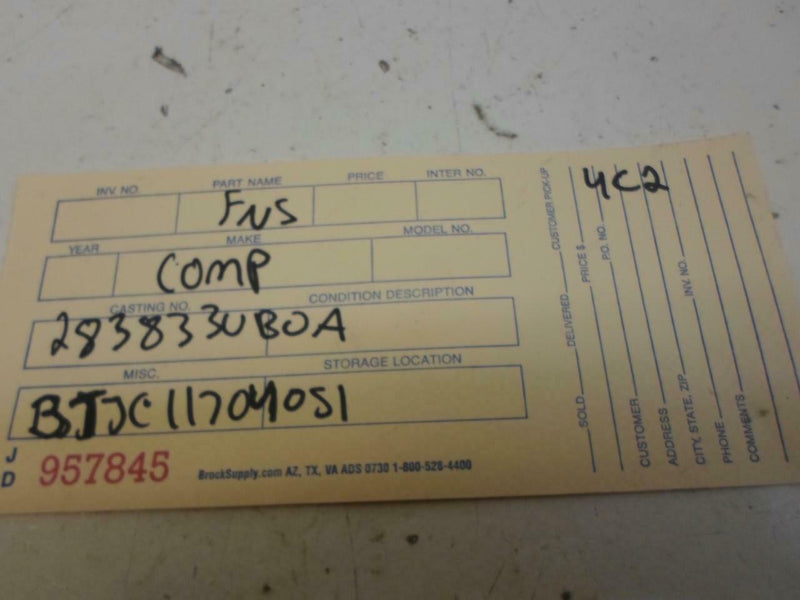 INV NO. PART NAME PRICE INTER NO.
FNS
YEAR MAKE MODEL NO.
COMP
CASTING NO. CONDITION DESCRIPTION
283833UB0A
MISC. STORAGE LOCATION
BJJC11704051
J D 957845 BrockSupply.com AZ, TX, VA ADS 0730 1-800-528-4400
SOLD DELIVERED CUSTOMER PICK-UP
PRICE $ 4C2
P.O. NO.
CUSTOMER
ADDRESS
CITY, STATE, ZIP INV. NO.
PHONE
COMMENTS